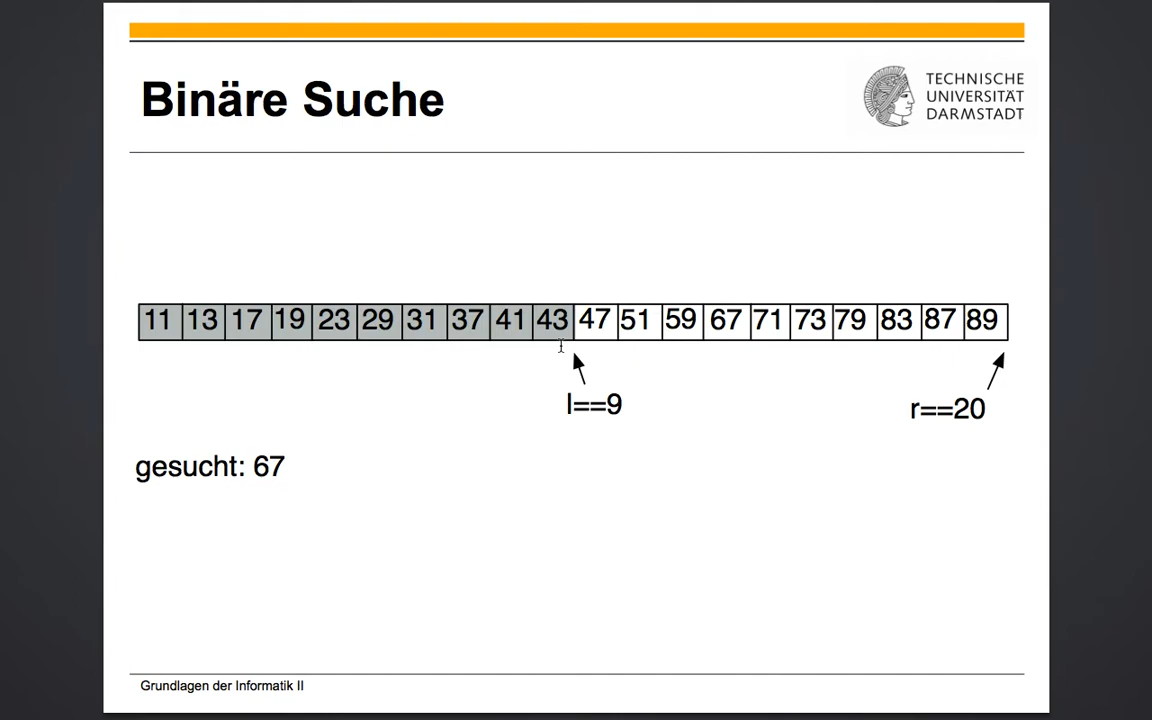 Binäre Suche
TECHNISCHE
UNIVERSITÄT
DARMSTADT
11 13 17 19 23 29 31 37 41 43 47 51 59 67 71 73 79 83 87 89
l==9
r==20
gesucht: 67
Grundlagen der Informatik II